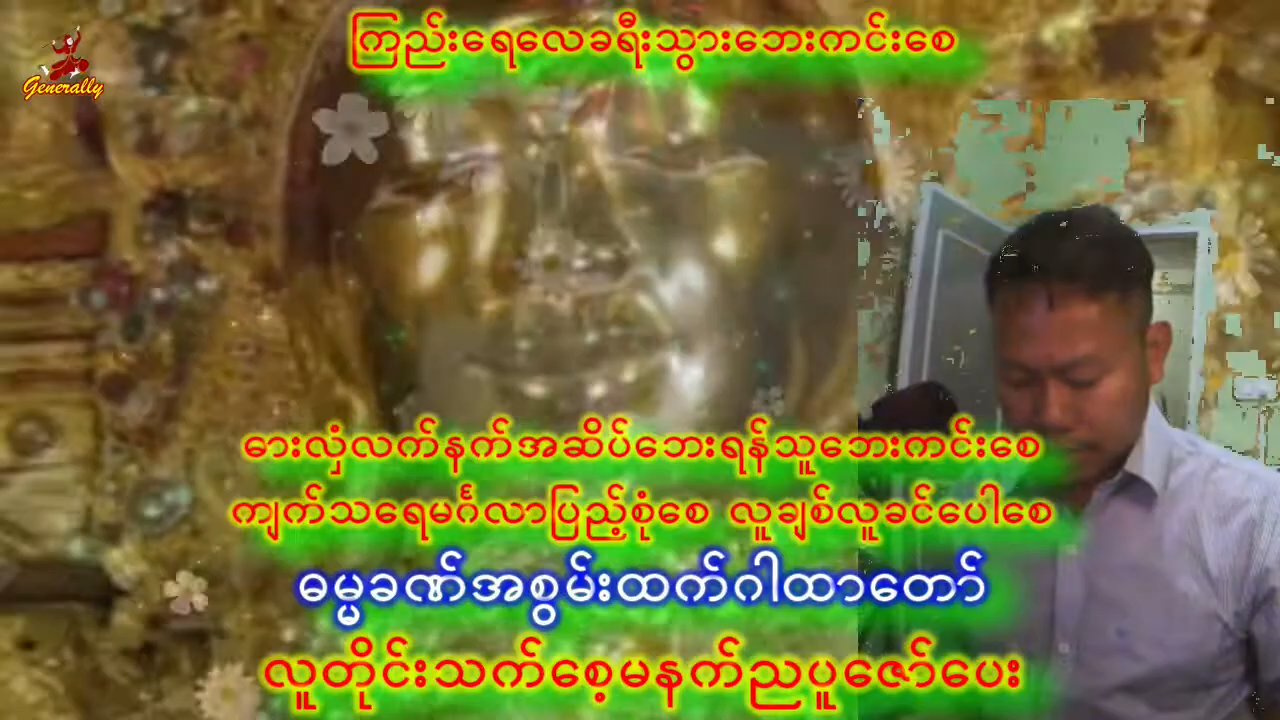 ကြည်းရေလေခရီးသွားဘေးကင်းစေ
Generally
ဓားလှံလက်နက်အဆိပ်ဘေးရန်သူဘေးကင်းစေ
ကျက်သရေမင်္ဂလာပြည့်စုံစေ လူချစ်လူခင်ပေါစေ
ဓမ္မခဏ်အစွမ်းထက်ဂါထာတော်
လူတိုင်းသက်စေ့မနက်ညပူဇော်ပေး